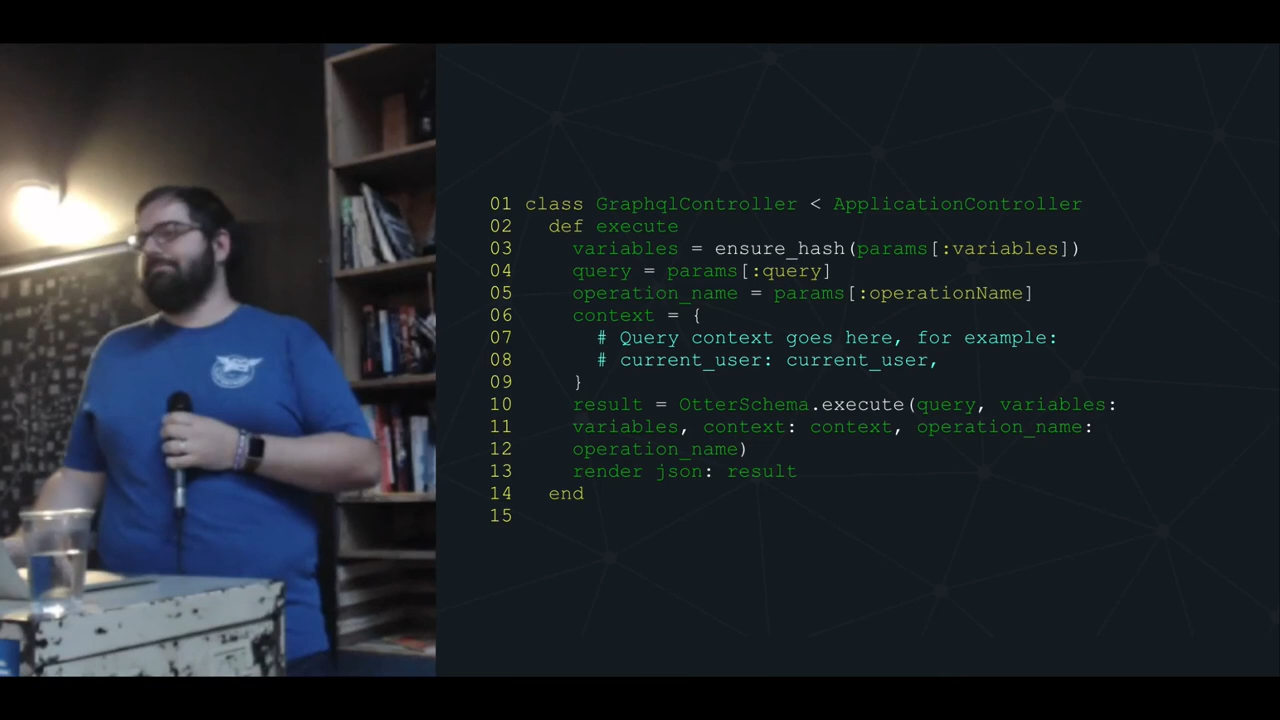 01 class GraphqlController < ApplicationController
02   def execute
03     variables = ensure_hash(params[:variables])
04     query = params[:query]
05     operation_name = params[:operationName]
06     context = {
07       # Query context goes here, for example:
08       # current_user: current_user,
09     }
10     result = OtterSchema.execute(query, variables:
11     variables, context: context, operation_name:
12     operation_name)
13     render json: result
14   end
15